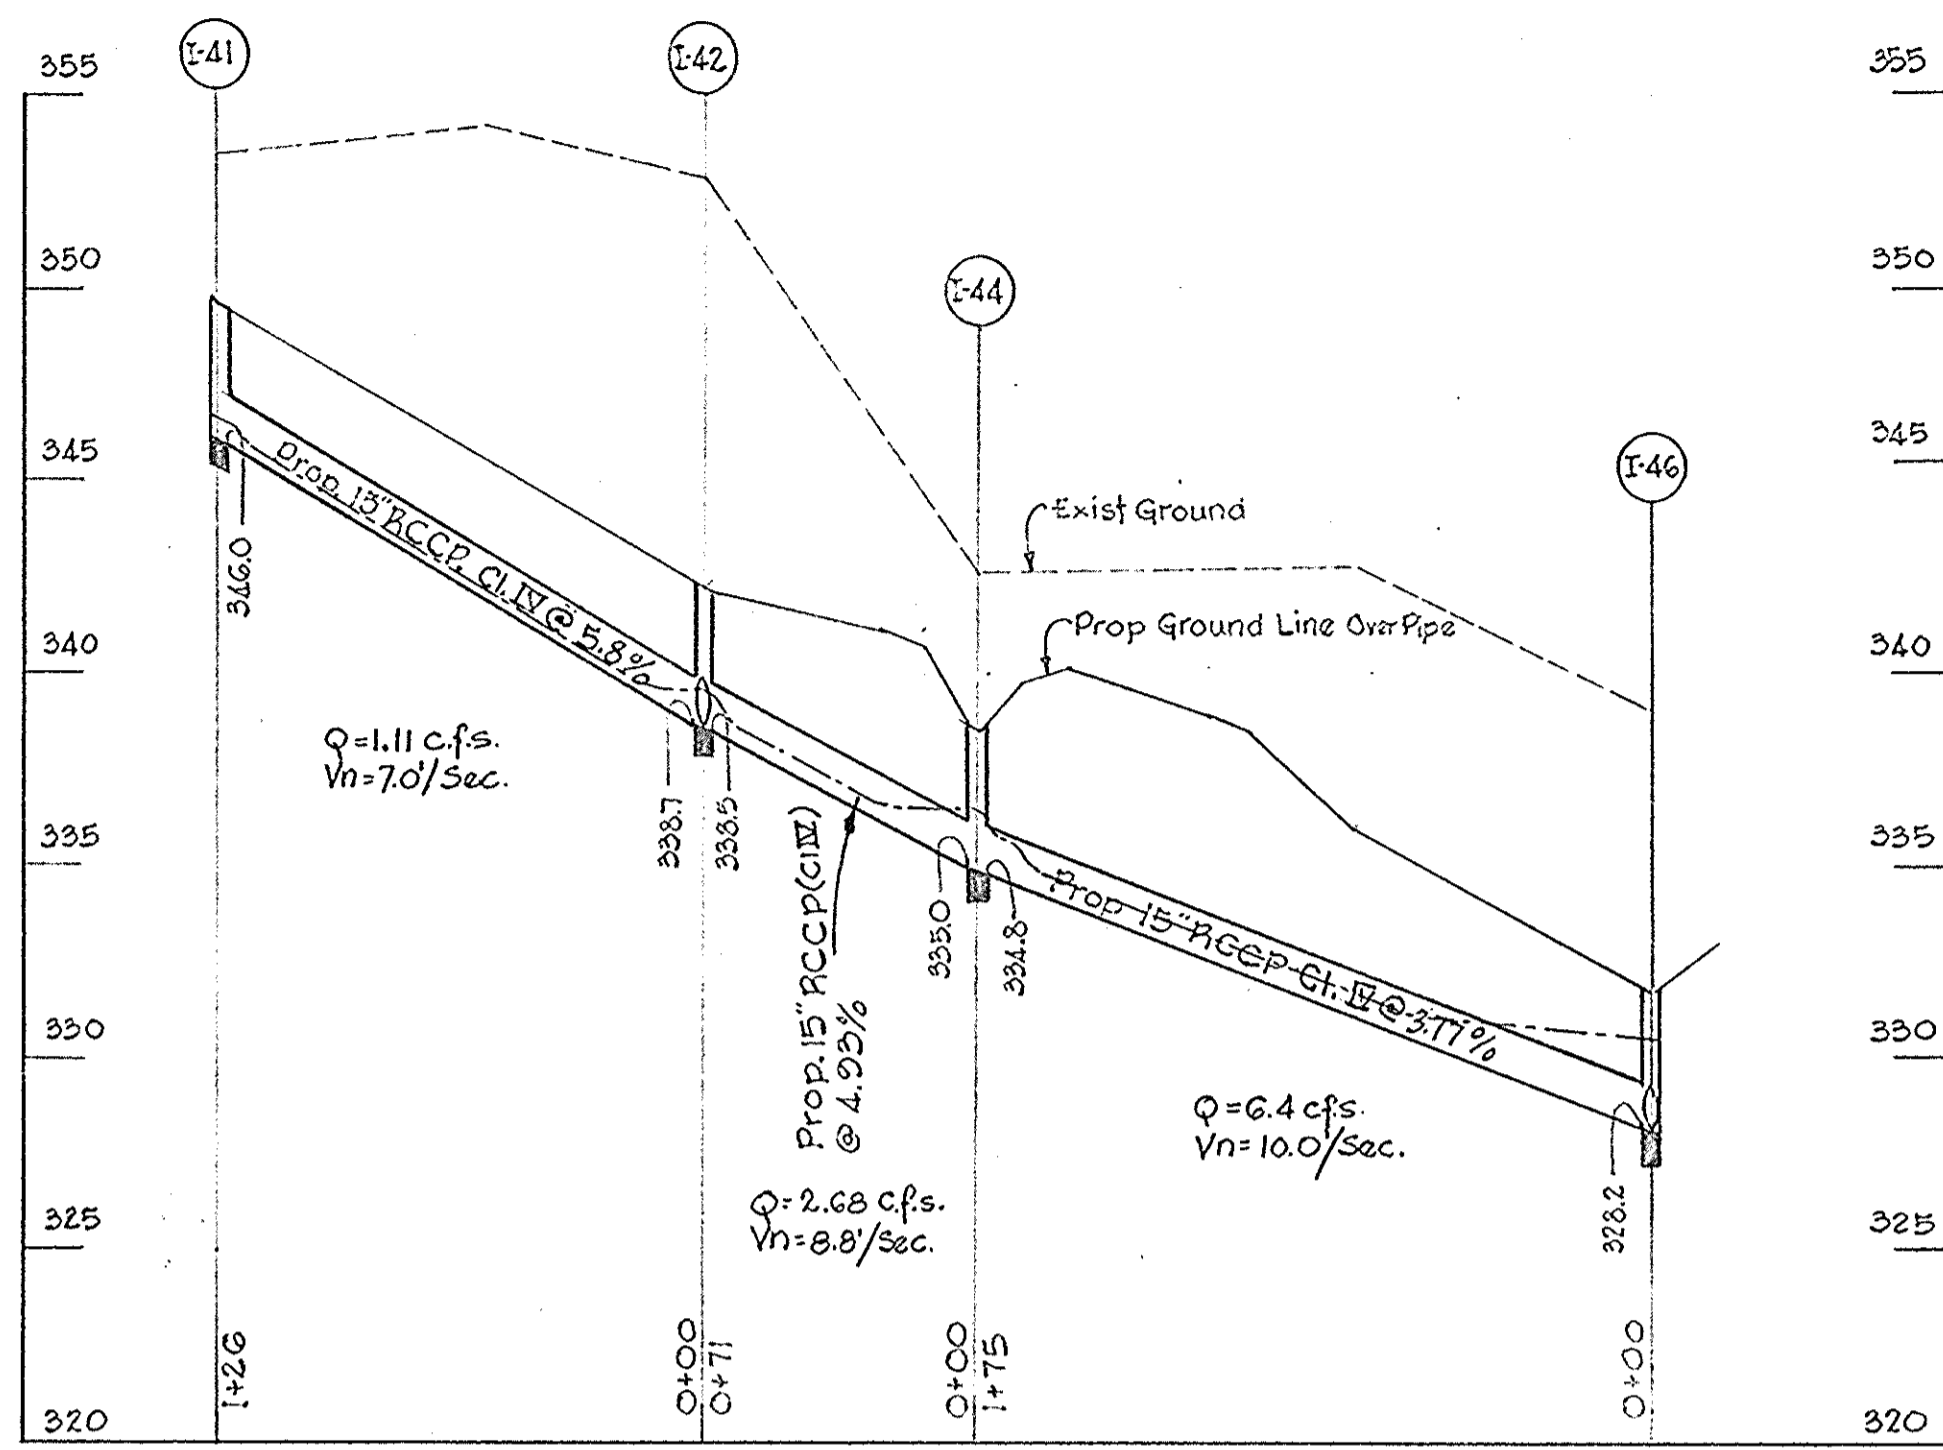 I-41
I-42
I-44
I-46
355
350
345
340
335
330
325
320
355
350
345
340
335
330
325
320
Exist Ground
Prop Ground Line Over Pipe
Prop. 15" RCCP. Cl. IV @ 5.8%
346.0
Q=1.11 c.f.s.
Vn=7.0'/Sec.
338.7
338.5
Prop. 15" RCCP (Cl IV)
@ 4.93%
Q=2.68 c.f.s.
Vn=8.8'/Sec.
335.0
334.8
Prop 15" RCCP Cl. IV @ 3.77%
Q=6.4 cfs.
Vn=10.0'/Sec.
328.2
1+26
0+00
0+71
0+00
1+75
0+00